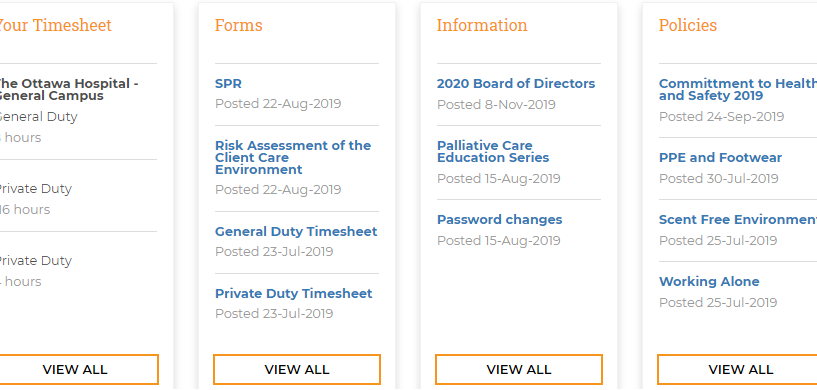 Your Timesheet
The Ottawa Hospital -
General Campus
General Duty
hours
Private Duty
16 hours
Private Duty
hours
VIEW ALL
Forms
SPR
Posted 22-Aug-2019
Risk Assessment of the
Client Care
Environment
Posted 22-Aug-2019
General Duty Timesheet
Posted 23-Jul-2019
Private Duty Timesheet
Posted 23-Jul-2019
VIEW ALL
Information
2020 Board of Directors
Posted 8-Nov-2019
Palliative Care
Education Series
Posted 15-Aug-2019
Password changes
Posted 15-Aug-2019
VIEW ALL
Policies
Committment to Health
and Safety 2019
Posted 24-Sep-2019
PPE and Footwear
Posted 30-Jul-2019
Scent Free Environment
Posted 25-Jul-2019
Working Alone
Posted 25-Jul-2019
VIEW ALL